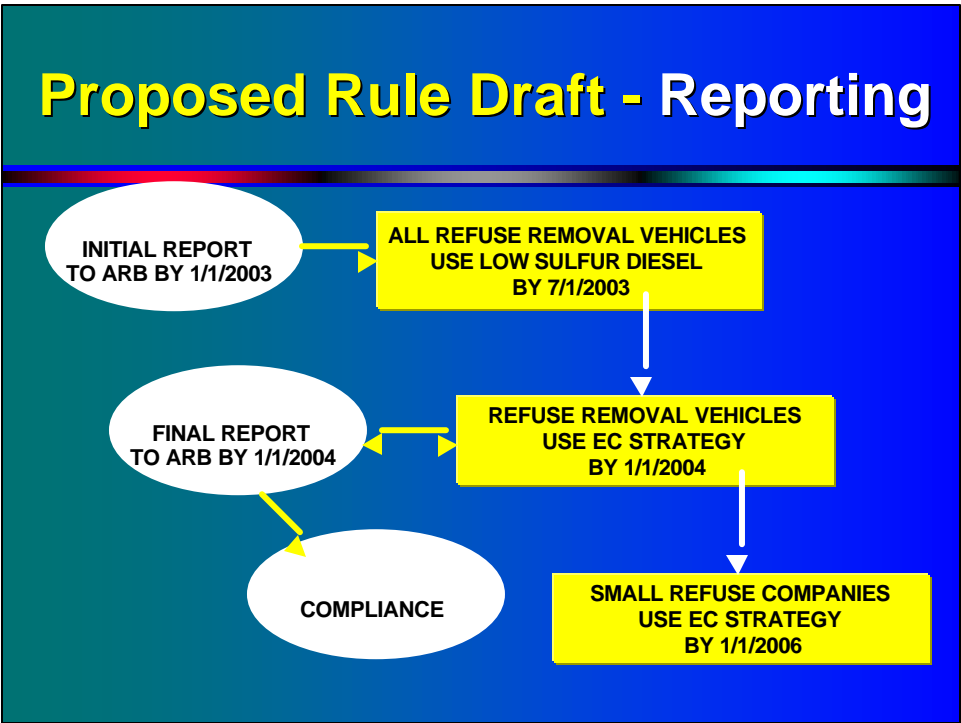 Proposed Rule Draft - Reporting
INITIAL REPORT
TO ARB BY 1/1/2003
ALL REFUSE REMOVAL VEHICLES
USE LOW SULFUR DIESEL
BY 7/1/2003
FINAL REPORT
TO ARB BY 1/1/2004
REFUSE REMOVAL VEHICLES
USE EC STRATEGY
BY 1/1/2004
COMPLIANCE
SMALL REFUSE COMPANIES
USE EC STRATEGY
BY 1/1/2006